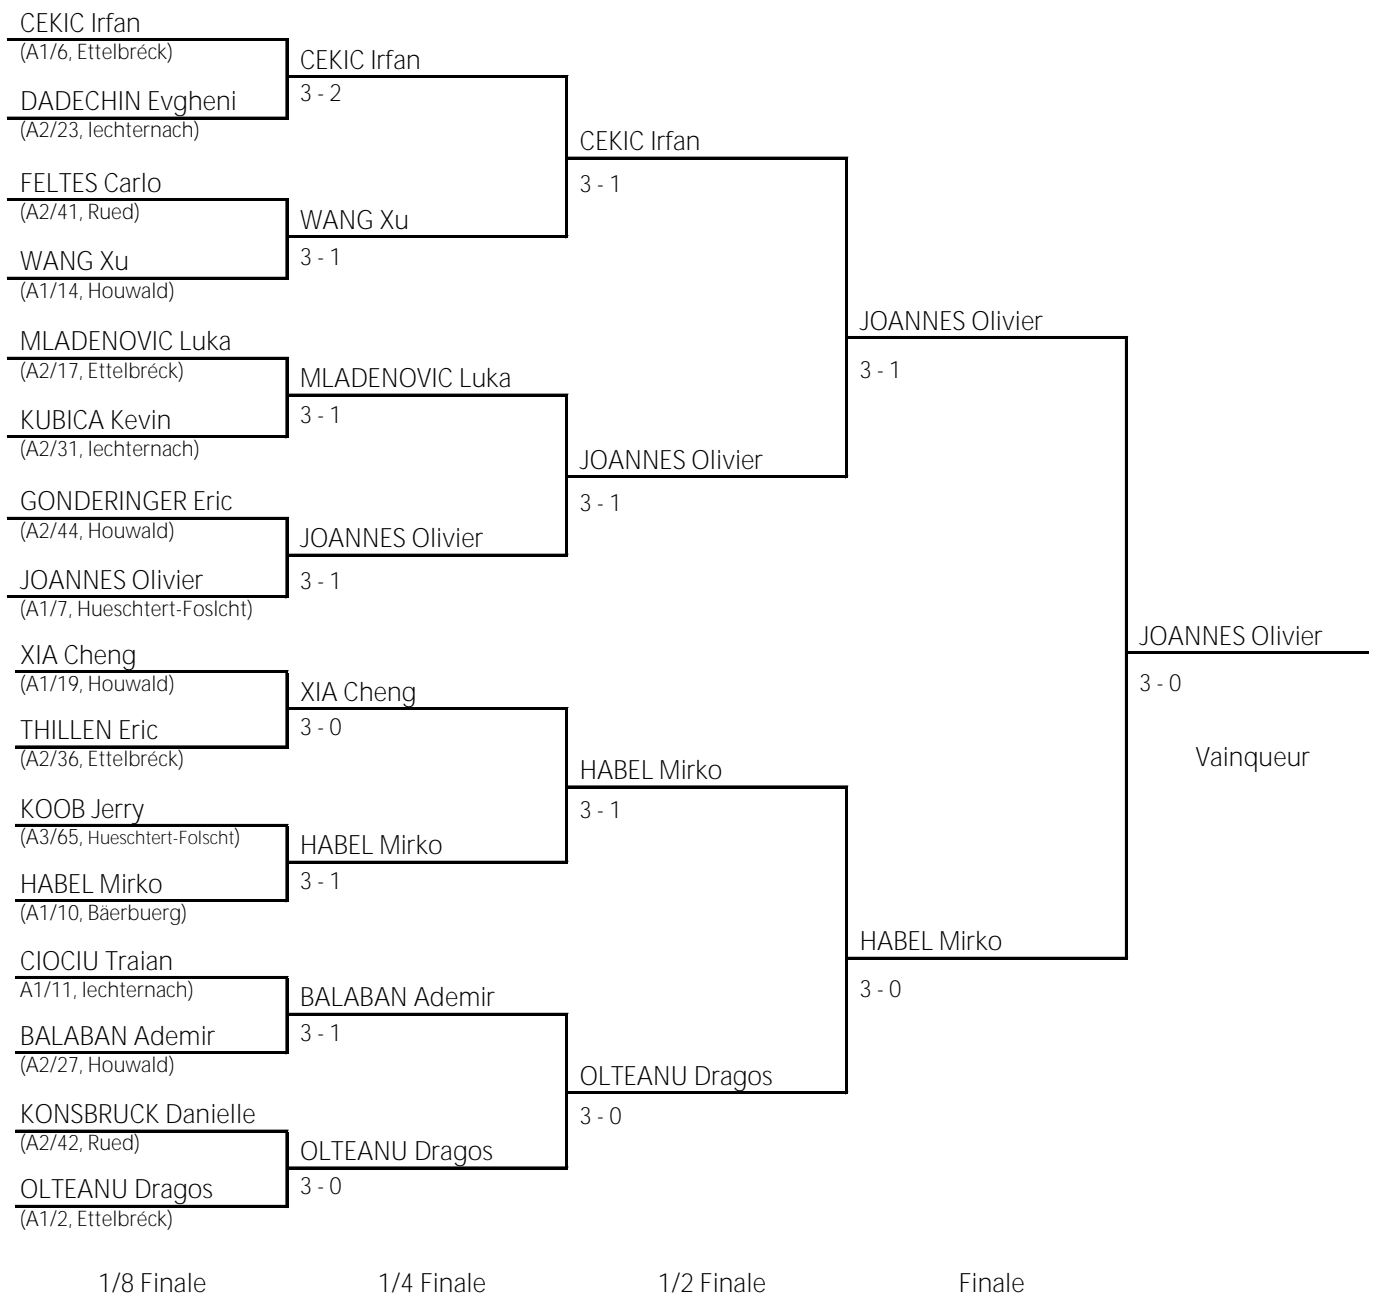 CEKIC Irfan
(A1/6, Ettelbréck)
DADECHIN Evgheni
(A2/23, Iechternach)
FELTES Carlo
(A2/41, Rued)
WANG Xu
(A1/14, Houwald)
MLADENOVIC Luka
(A2/17, Ettelbréck)
KUBICA Kevin
(A2/31, Iechternach)
GONDERINGER Eric
(A2/44, Houwald)
JOANNES Olivier
(A1/7, Hueschtert-Foslcht)
XIA Cheng
(A1/19, Houwald)
THILLEN Eric
(A2/36, Ettelbréck)
KOOB Jerry
(A3/65, Hueschtert-Folscht)
HABEL Mirko
(A1/10, Bäerbuerg)
CIOCIU Traian
A1/11, Iechternach)
BALABAN Ademir
(A2/27, Houwald)
KONSBRUCK Danielle
(A2/42, Rued)
OLTEANU Dragos
(A1/2, Ettelbréck)
CEKIC Irfan
3 - 2
WANG Xu
3 - 1
MLADENOVIC Luka
3 - 1
JOANNES Olivier
3 - 1
XIA Cheng
3 - 0
HABEL Mirko
3 - 1
BALABAN Ademir
3 - 1
OLTEANU Dragos
3 - 0
CEKIC Irfan
3 - 1
JOANNES Olivier
3 - 1
HABEL Mirko
3 - 1
OLTEANU Dragos
3 - 0
JOANNES Olivier
3 - 1
HABEL Mirko
3 - 0
JOANNES Olivier
3 - 0
Vainqueur
1/8 Finale
1/4 Finale
1/2 Finale
Finale